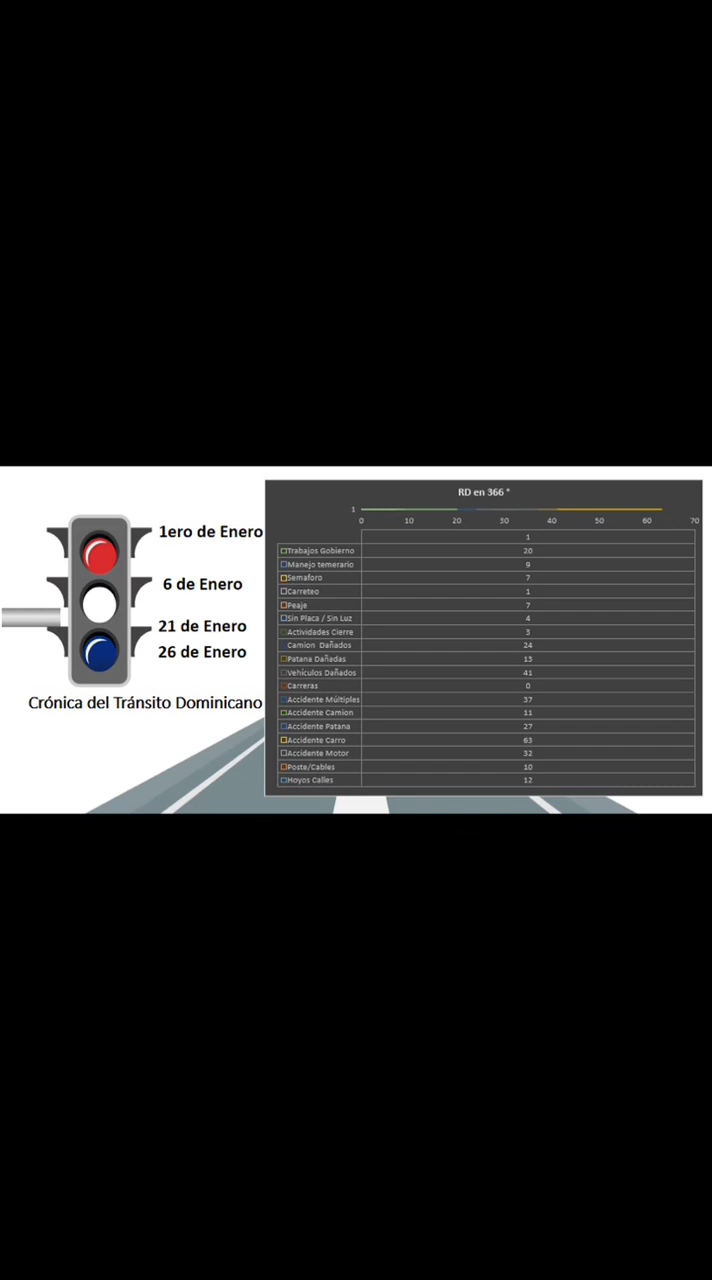 1ero de Enero
6 de Enero
21 de Enero
26 de Enero
Crónica del Tránsito Dominicano
RD en 366 *
1
0 10 20 30 40 50 60 70
1
Trabajos Gobierno 20
Manejo temerario 9
Semaforo 7
Carreteo 1
Peaje 7
Sin Placa / Sin Luz 4
Actividades Cierre 3
Camion Dañados 24
Patana Dañadas 13
Vehículos Dañados 41
Carreras 0
Accidente Múltiples 37
Accidente Camion 11
Accidente Patana 27
Accidente Carro 63
Accidente Motor 32
Poste/Cables 10
Hoyos Calles 12